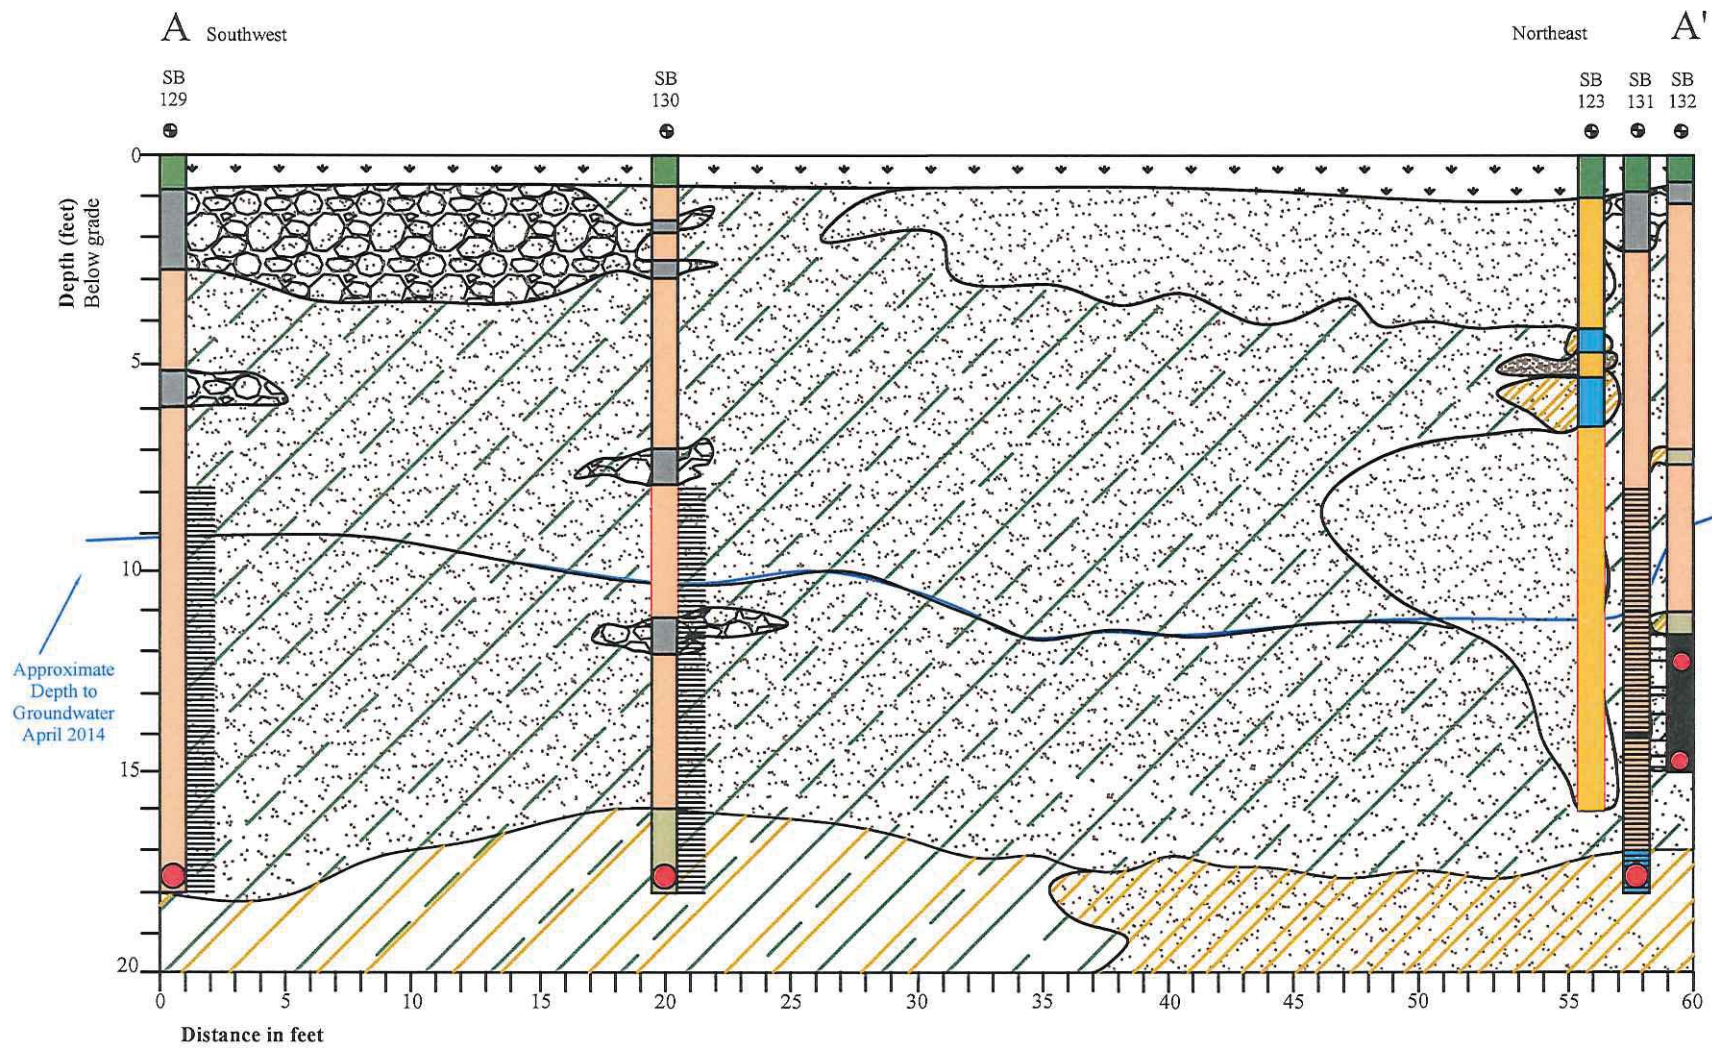 A Southwest
Northeast A'
SB
129
SB
130
SB
123
SB
131
SB
132
Depth (feet)
Below grade
0
5
10
15
20
Approximate
Depth to
Groundwater
April 2014
0 5 10 15 20 25 30 35 40 45 50 55 60
Distance in feet